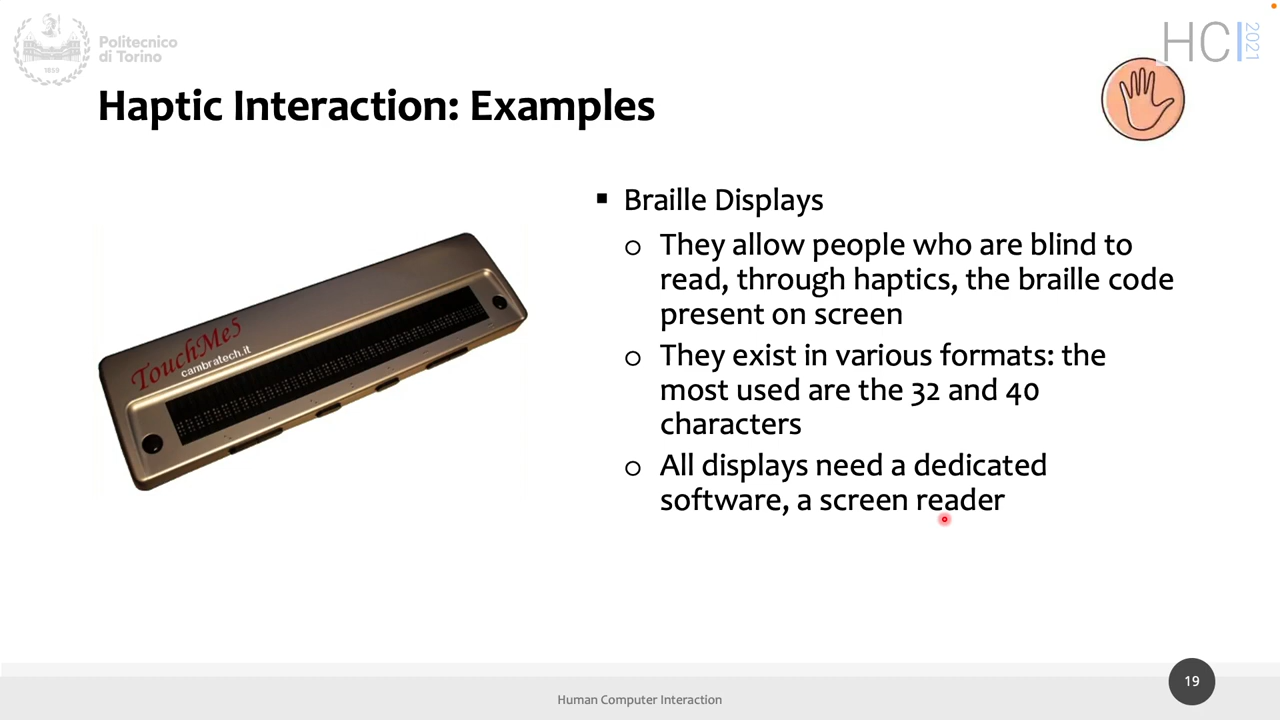 Politecnico
di Torino
1859
HCI
2021
Haptic Interaction: Examples
TouchMe5
cambratech.it
▪ Braille Displays
o They allow people who are blind to
read, through haptics, the braille code
present on screen
o They exist in various formats: the
most used are the 32 and 40
characters
o All displays need a dedicated
software, a screen reader
Human Computer Interaction
19